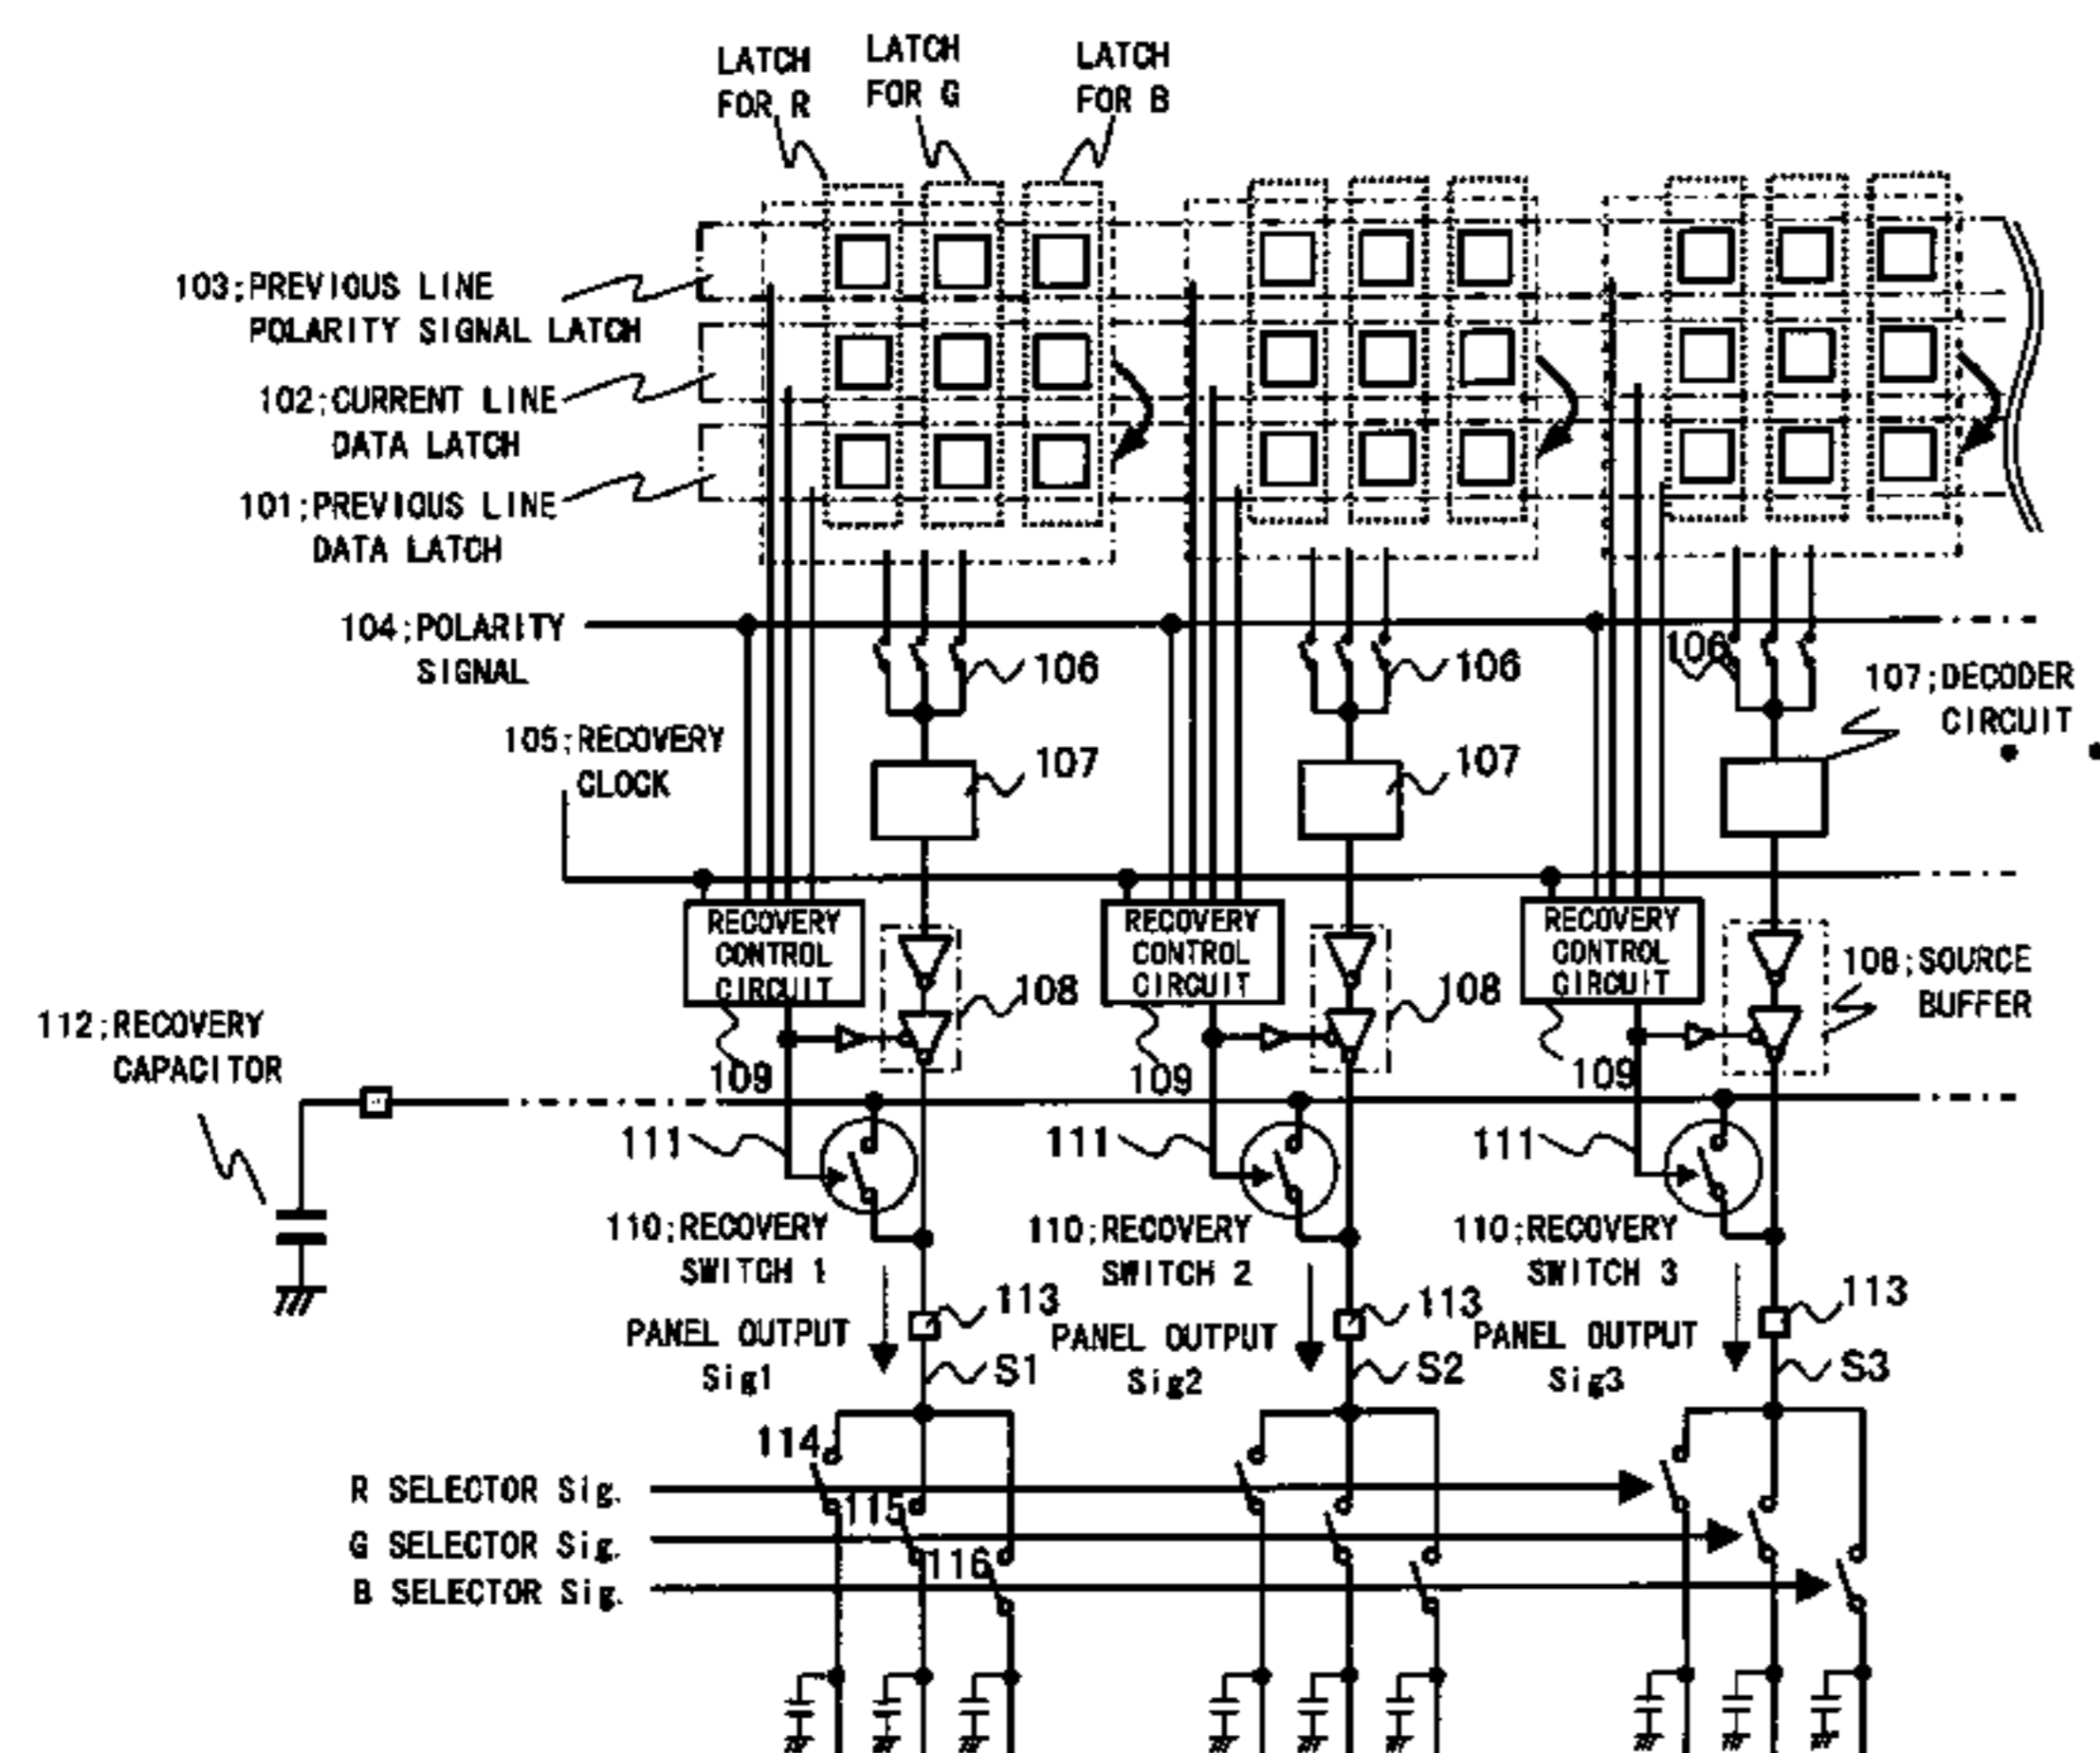 LATCH
FOR R
LATCH
FOR G
LATCH
FOR B
103;PREVIOUS LINE
POLARITY SIGNAL LATCH
102;CURRENT LINE
DATA LATCH
101;PREVIOUS LINE
DATA LATCH
104;POLARITY
SIGNAL
106
106
106
107;DECODER
CIRCUIT
105;RECOVERY
CLOCK
107
107
RECOVERY
CONTROL
CIRCUIT
RECOVERY
CONTROL
CIRCUIT
RECOVERY
CONTROL
CIRCUIT
108
108
108;SOURCE
BUFFER
112;RECOVERY
CAPACITOR
109
109
109
111
111
111
110;RECOVERY
SWITCH 1
110;RECOVERY
SWITCH 2
110;RECOVERY
SWITCH 3
113
113
113
PANEL OUTPUT
Sig1
PANEL OUTPUT
Sig2
PANEL OUTPUT
Sig3
S1
S2
S3
114
R SELECTOR Sig.
115
G SELECTOR Sig.
116
B SELECTOR Sig.